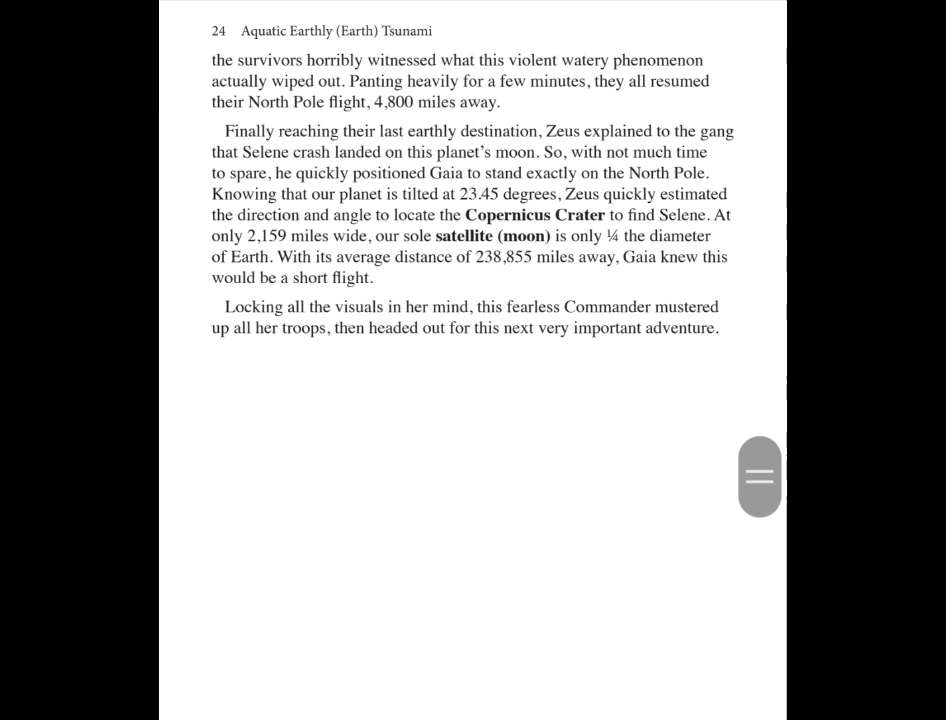 24 Aquatic Earthly (Earth) Tsunami
the survivors horribly witnessed what this violent watery phenomenon
actually wiped out. Panting heavily for a few minutes, they all resumed
their North Pole flight, 4,800 miles away.
Finally reaching their last earthly destination, Zeus explained to the gang
that Selene crash landed on this planet's moon. So, with not much time
to spare, he quickly positioned Gaia to stand exactly on the North Pole.
Knowing that our planet is tilted at 23.45 degrees, Zeus quickly estimated
the direction and angle to locate the Copernicus Crater to find Selene. At
only 2,159 miles wide, our sole satellite (moon) is only ¼ the diameter
of Earth. With its average distance of 238,855 miles away, Gaia knew this
would be a short flight.
Locking all the visuals in her mind, this fearless Commander mustered
up all her troops, then headed out for this next very important adventure.